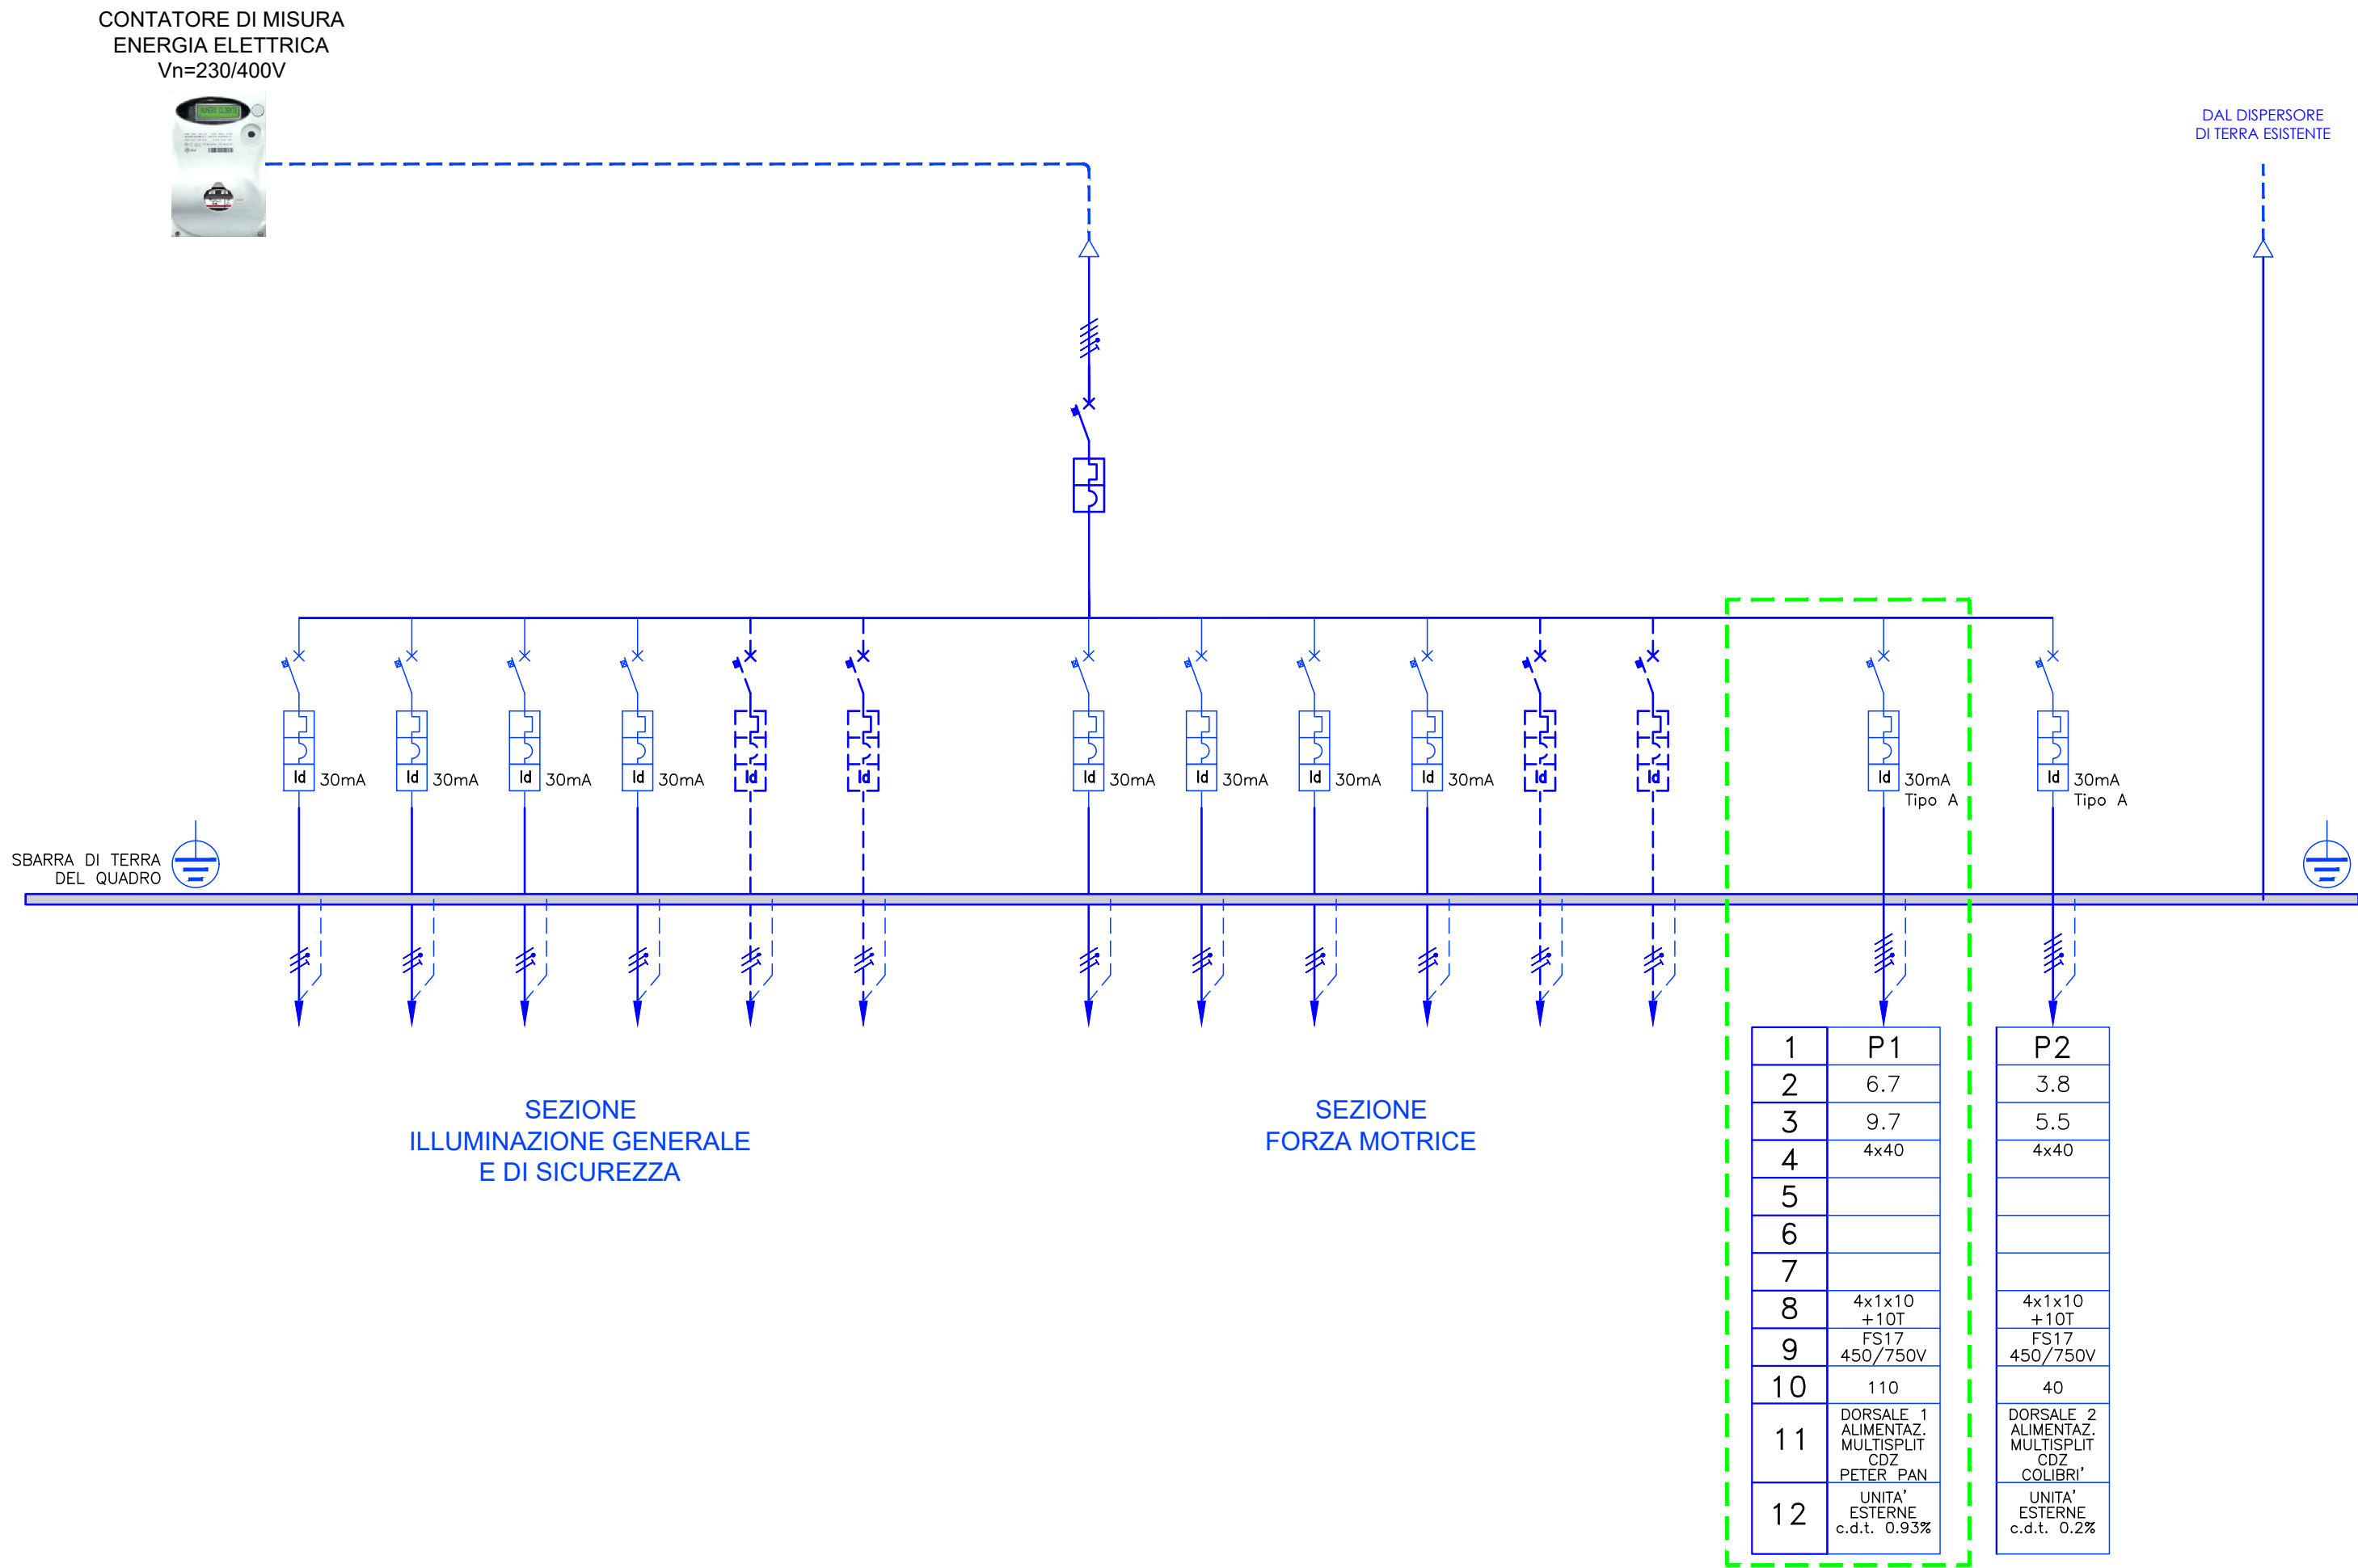 CONTATORE DI MISURA
ENERGIA ELETTRICA
Vn=230/400V
DAL DISPERSORE
DI TERRA ESISTENTE
Id 30mA
Id 30mA
Id 30mA
Id 30mA
Id
Id
Id 30mA
Id 30mA
Id 30mA
Id 30mA
Id
Id
Id 30mA
Tipo A
Id 30mA
Tipo A
SBARRA DI TERRA
DEL QUADRO
SEZIONE
ILLUMINAZIONE GENERALE
E DI SICUREZZA
SEZIONE
FORZA MOTRICE
1 P1 P2
2 6.7 3.8
3 9.7 5.5
4 4x40 4x40
5
6
7
8 4x1x10 4x1x10
+10T +10T
9 FS17 FS17
450/750V 450/750V
10 110 40
11
DORSALE 1
ALIMENTAZ.
MULTISPLIT
CDZ
PETER PAN
DORSALE 2
ALIMENTAZ.
MULTISPLIT
CDZ
COLIBRI'
12
UNITA'
ESTERNE
c.d.t. 0.93%
UNITA'
ESTERNE
c.d.t. 0.2%